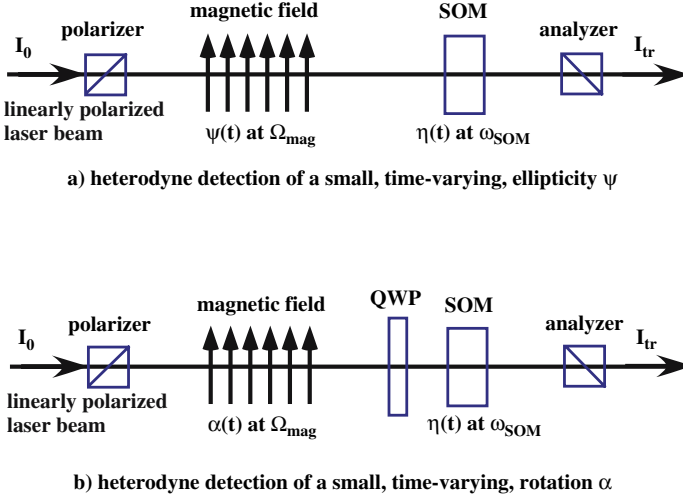 magnetic field
SOM
polarizer
analyzer
I0
Itr
linearly polarized
laser beam
ψ(t) at Ωmag
η(t) at ωSOM
a) heterodyne detection of a small, time-varying, ellipticity ψ
magnetic field
QWP
SOM
polarizer
analyzer
I0
Itr
linearly polarized
laser beam
α(t) at Ωmag
η(t) at ωSOM
b) heterodyne detection of a small, time-varying, rotation α